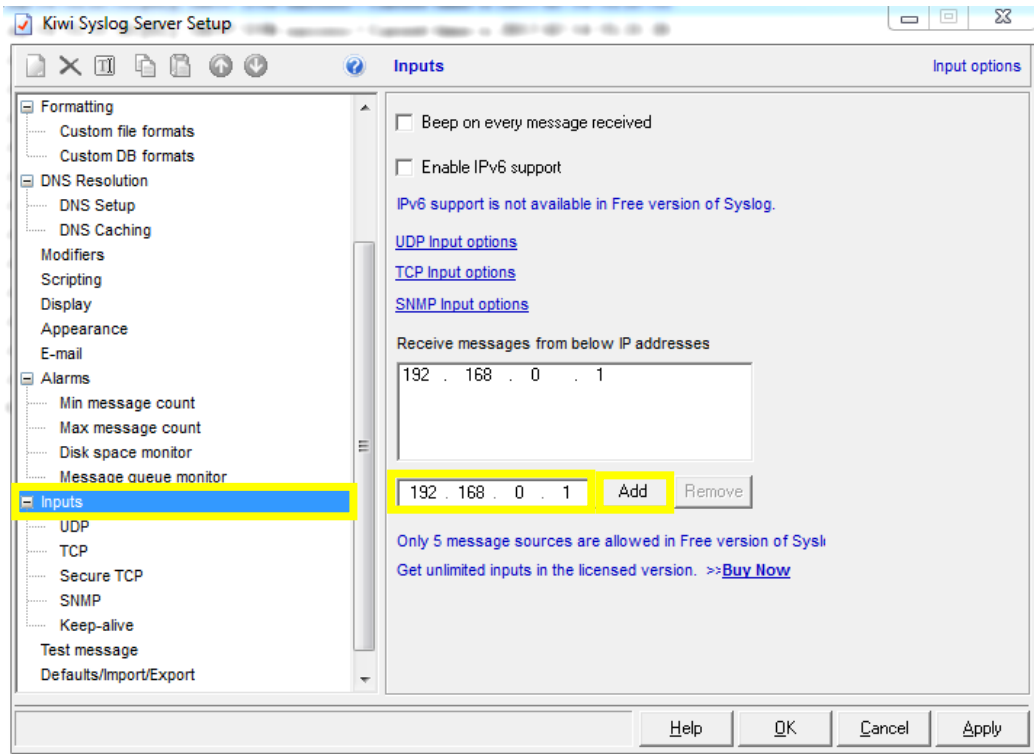 Kiwi Syslog Server Setup
Inputs
Input options
Formatting
Custom file formats
Custom DB formats
DNS Resolution
DNS Setup
DNS Caching
Modifiers
Scripting
Display
Appearance
E-mail
Alarms
Min message count
Max message count
Disk space monitor
Message queue monitor
Inputs
UDP
TCP
Secure TCP
SNMP
Keep-alive
Test message
Defaults/Import/Export
Beep on every message received
Enable IPv6 support
IPv6 support is not available in Free version of Syslog.
UDP Input options
TCP Input options
SNMP Input options
Receive messages from below IP addresses
192 . 168 . 0 . 1
192 . 168 . 0 . 1 Add Remove
Only 5 message sources are allowed in Free version of Syslo
Get unlimited inputs in the licensed version. >>Buy Now
Help OK Cancel Apply